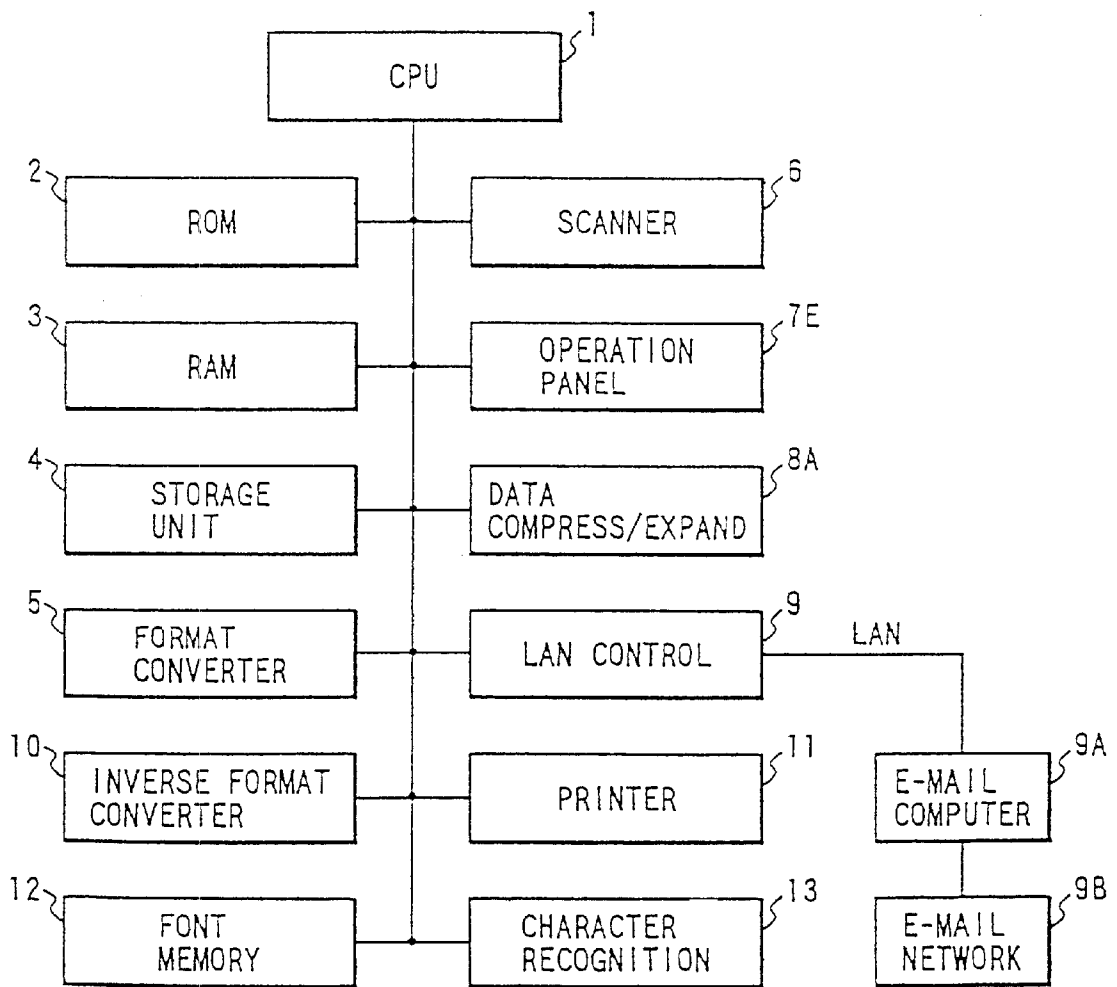 1
CPU
2
ROM
6
SCANNER
3
RAM
7E
OPERATION
PANEL
4
STORAGE
UNIT
8A
DATA
COMPRESS/EXPAND
5
FORMAT
CONVERTER
9
LAN CONTROL
LAN
10
INVERSE FORMAT
CONVERTER
11
PRINTER
9A
E-MAIL
COMPUTER
12
FONT
MEMORY
13
CHARACTER
RECOGNITION
9B
E-MAIL
NETWORK